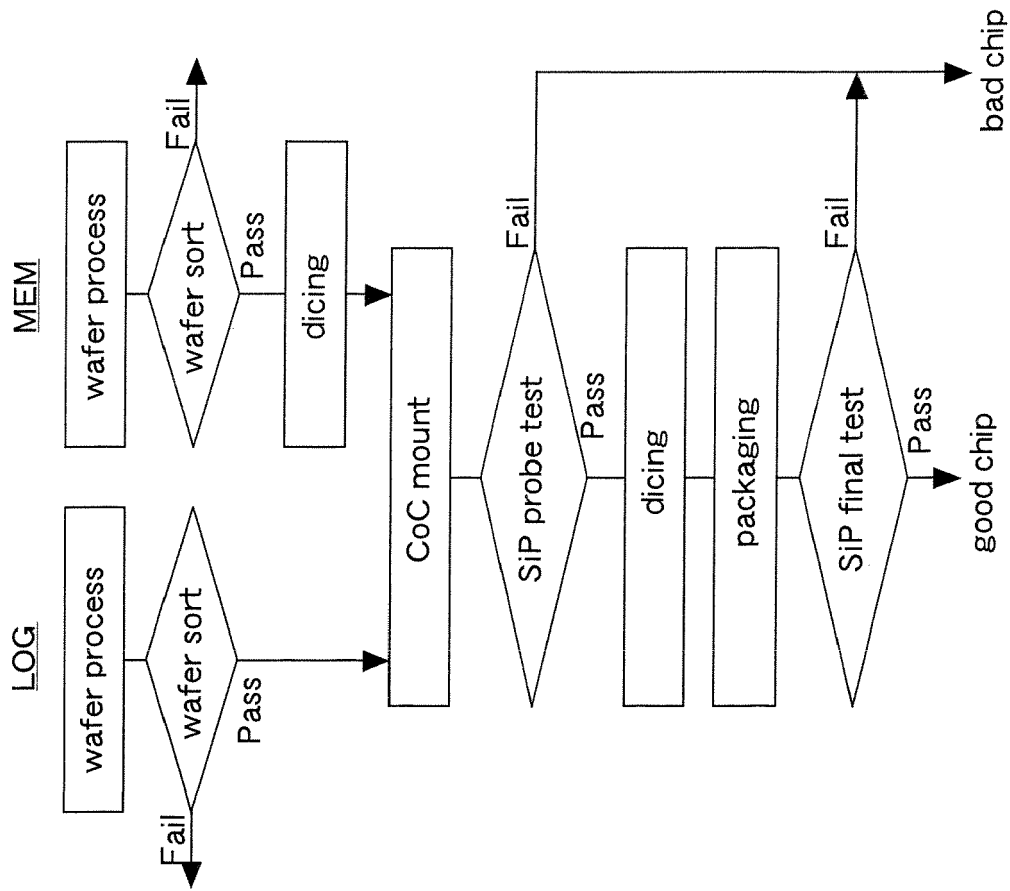 LOG
wafer process
wafer sort
Fail
Pass
MEM
wafer process
wafer sort
Fail
Pass
dicing
CoC mount
SiP probe test
Fail
Pass
dicing
packaging
SiP final test
Fail
Pass
good chip
bad chip